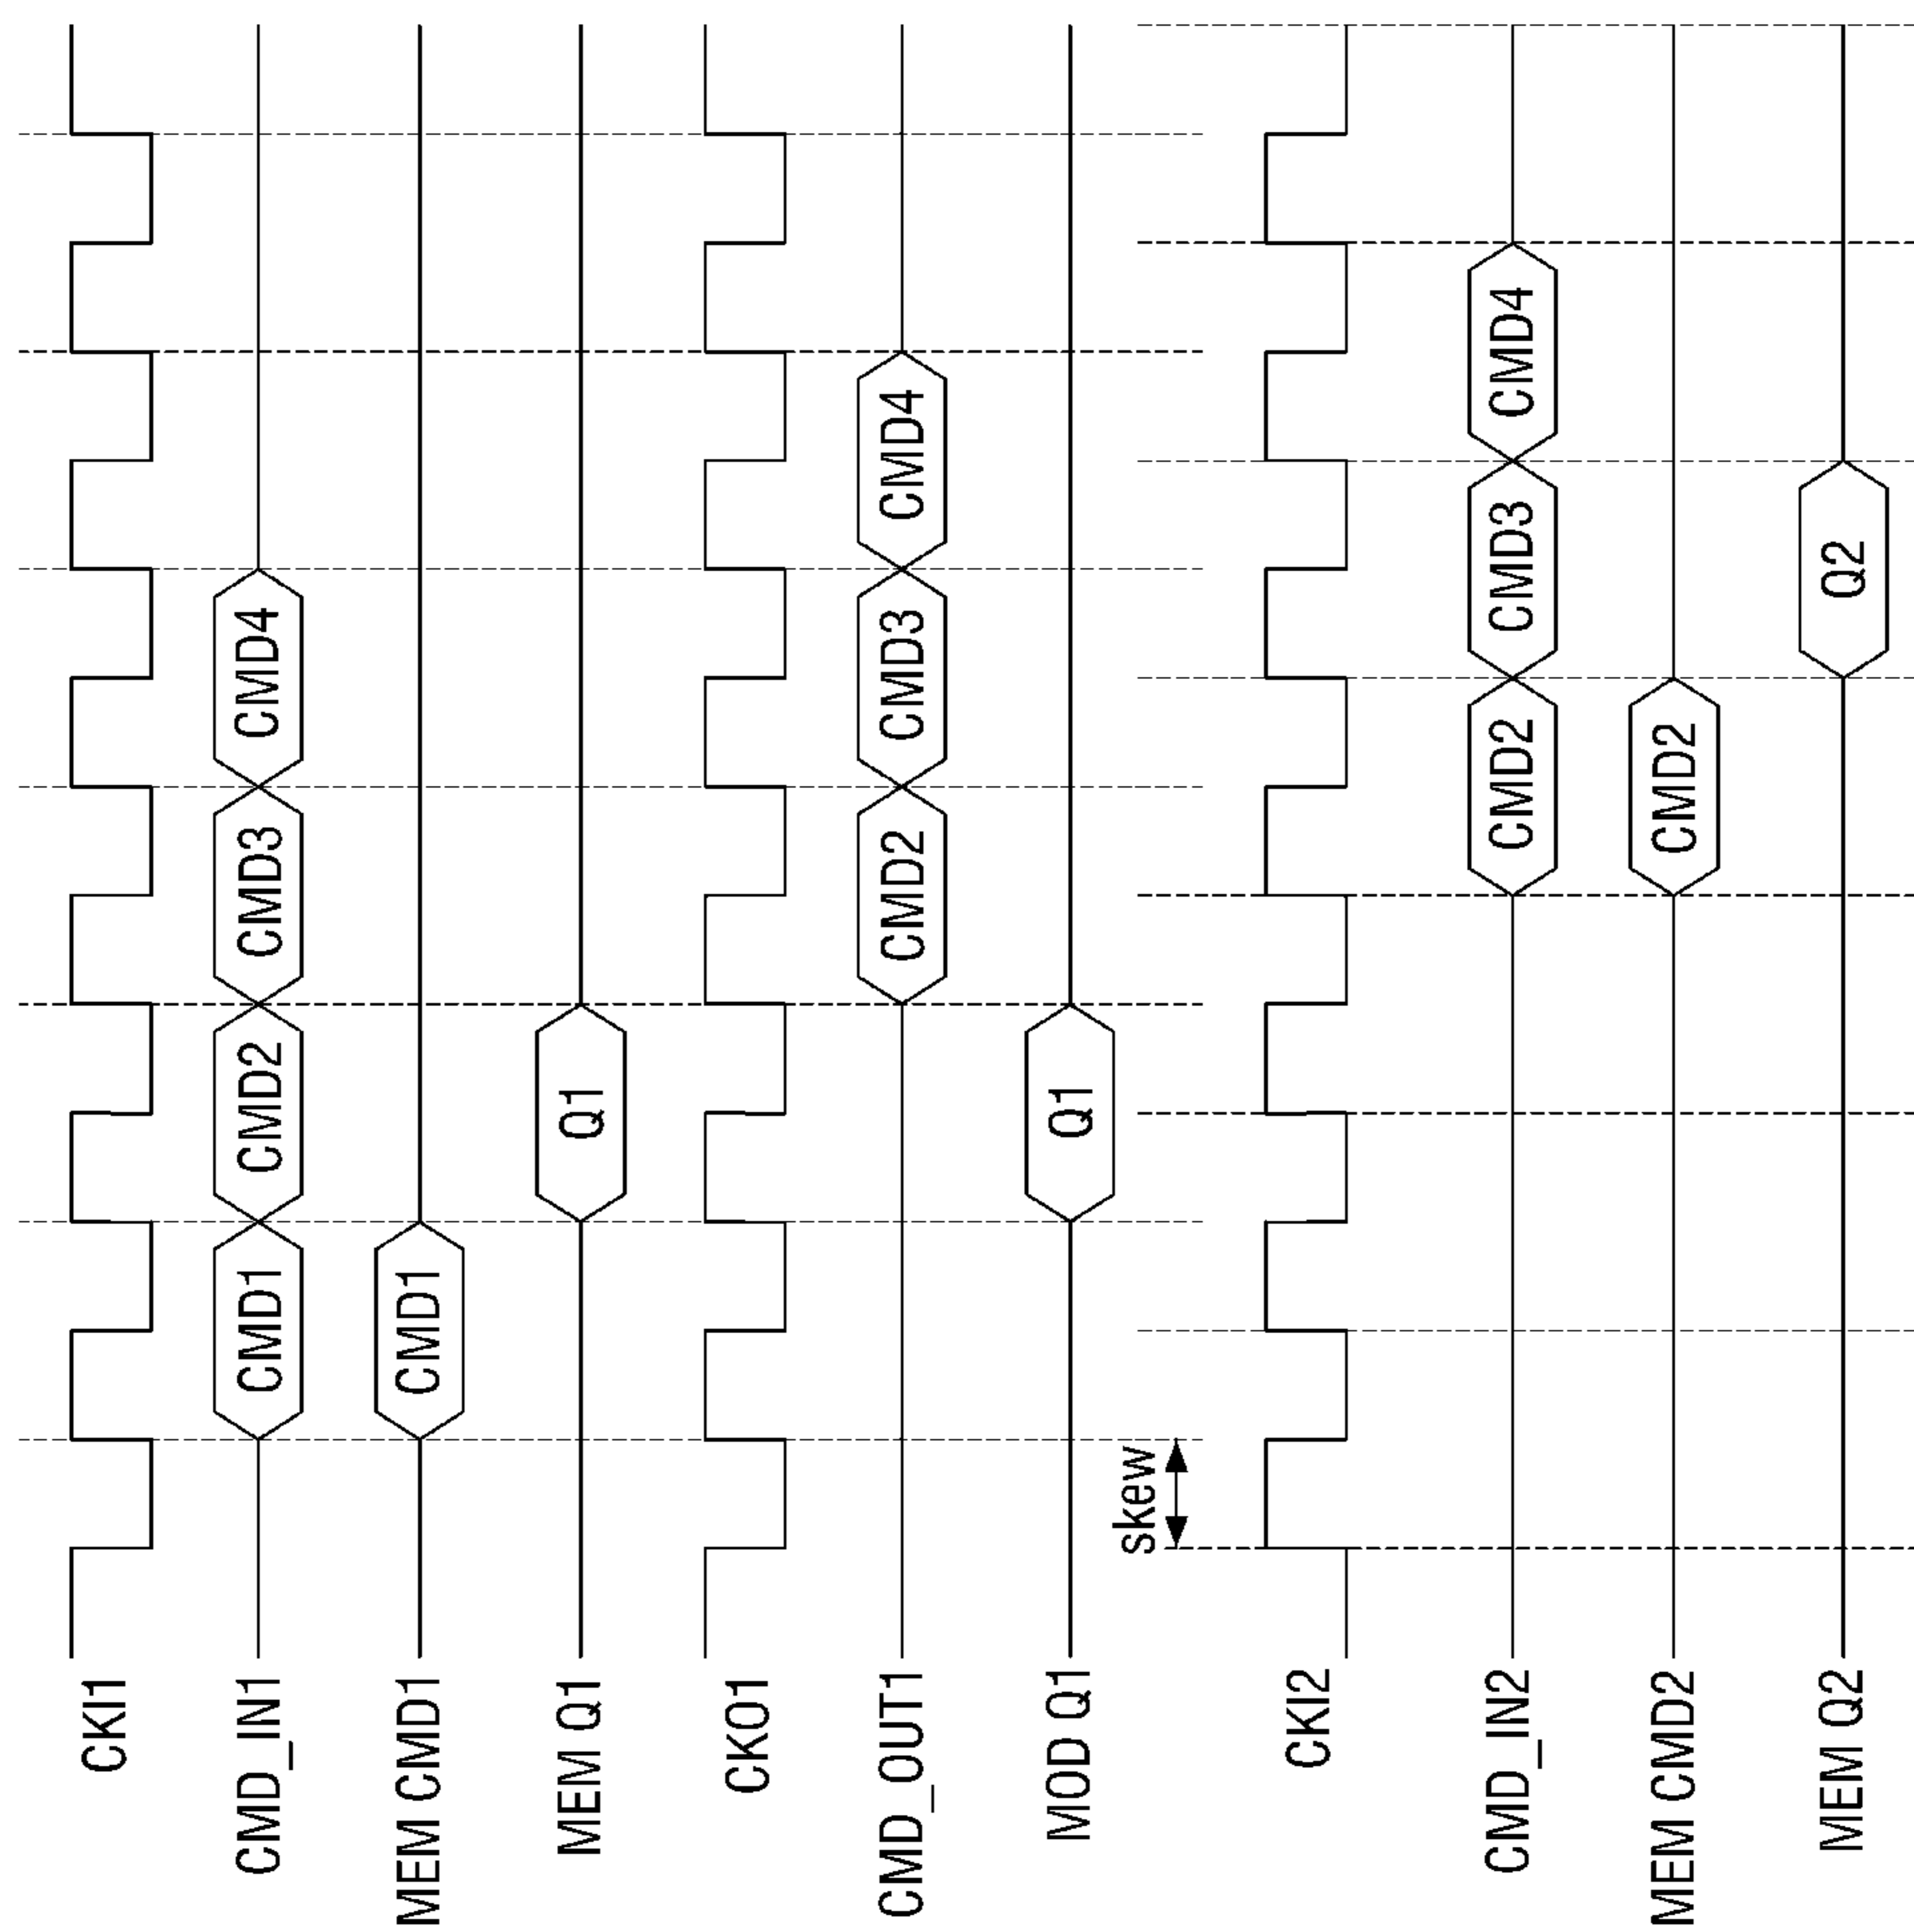 CKI1
CMD_IN1 CMD1 CMD2 CMD3 CMD4
MEM CMD1 CMD1
MEM Q1 Q1
CKO1
CMD_OUT1 CMD2 CMD3 CMD4
MOD Q1 Q1
skew
CKI2
CMD_IN2 CMD2 CMD3 CMD4
MEM CMD2 CMD2
MEM Q2 Q2